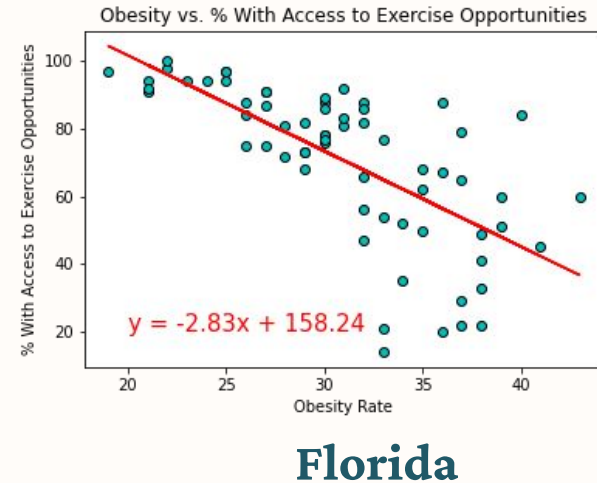 Obesity vs. % With Access to Exercise Opportunities
% With Access to Exercise Opportunities
100
80
60
40
20
y = -2.83x + 158.24
20 25 30 35 40
Obesity Rate
Florida